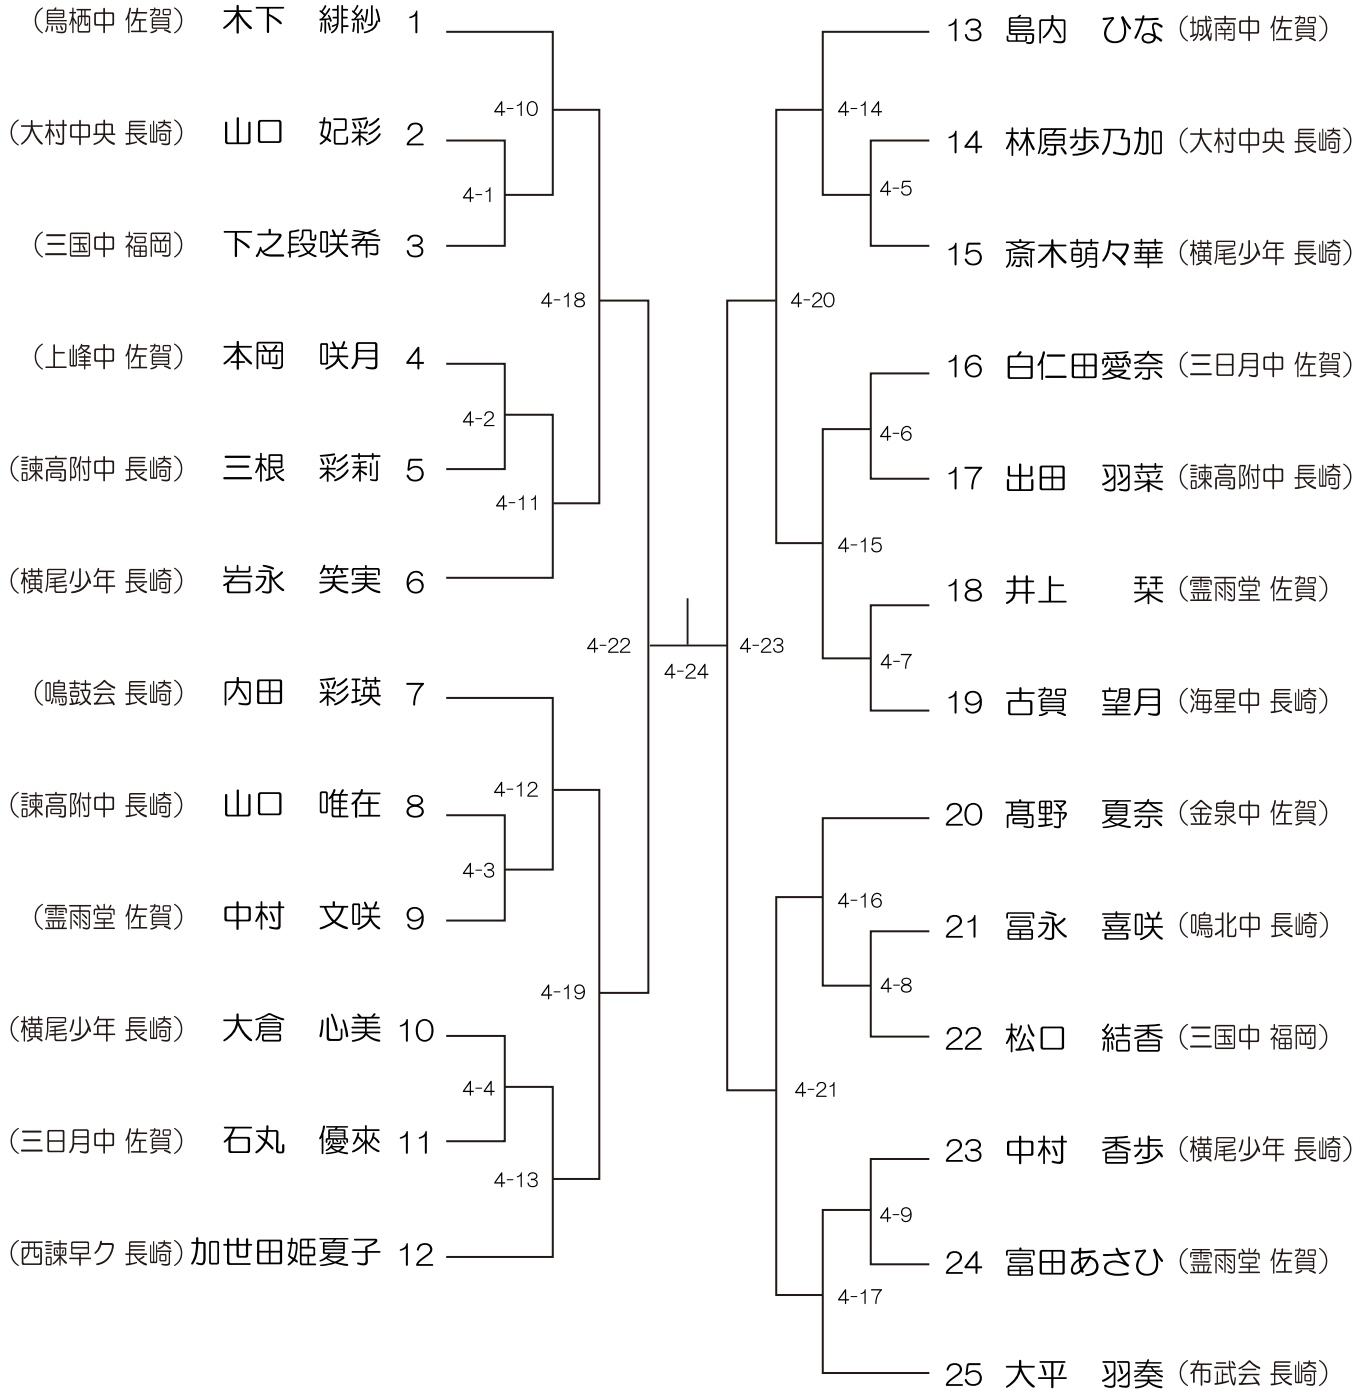 (鳥栖中 佐賀) 木下　緋紗 1
(大村中央 長崎) 山口　妃彩 2
(三国中 福岡) 下之段咲希 3
(上峰中 佐賀) 本岡　咲月 4
(諫高附中 長崎) 三根　彩莉 5
(横尾少年 長崎) 岩永　笑実 6
(鳴鼓会 長崎) 内田　彩瑛 7
(諫高附中 長崎) 山口　唯在 8
(霊雨堂 佐賀) 中村　文咲 9
(横尾少年 長崎) 大倉　心美 10
(三日月中 佐賀) 石丸　優來 11
(西諫早ク 長崎) 加世田姫夏子 12
4-10
4-1
4-18
4-2
4-11
4-22
4-12
4-3
4-19
4-4
4-13
4-24
4-14
4-5
4-20
4-6
4-15
4-7
4-23
4-16
4-8
4-21
4-9
4-17
13 島内　ひな (城南中 佐賀)
14 林原歩乃加 (大村中央 長崎)
15 斎木萌々華 (横尾少年 長崎)
16 白仁田愛奈 (三日月中 佐賀)
17 出田　羽菜 (諫高附中 長崎)
18 井上　　栞 (霊雨堂 佐賀)
19 古賀　望月 (海星中 長崎)
20 髙野　夏奈 (金泉中 佐賀)
21 冨永　喜咲 (鳴北中 長崎)
22 松口　結香 (三国中 福岡)
23 中村　香歩 (横尾少年 長崎)
24 富田あさひ (霊雨堂 佐賀)
25 大平　羽奏 (布武会 長崎)